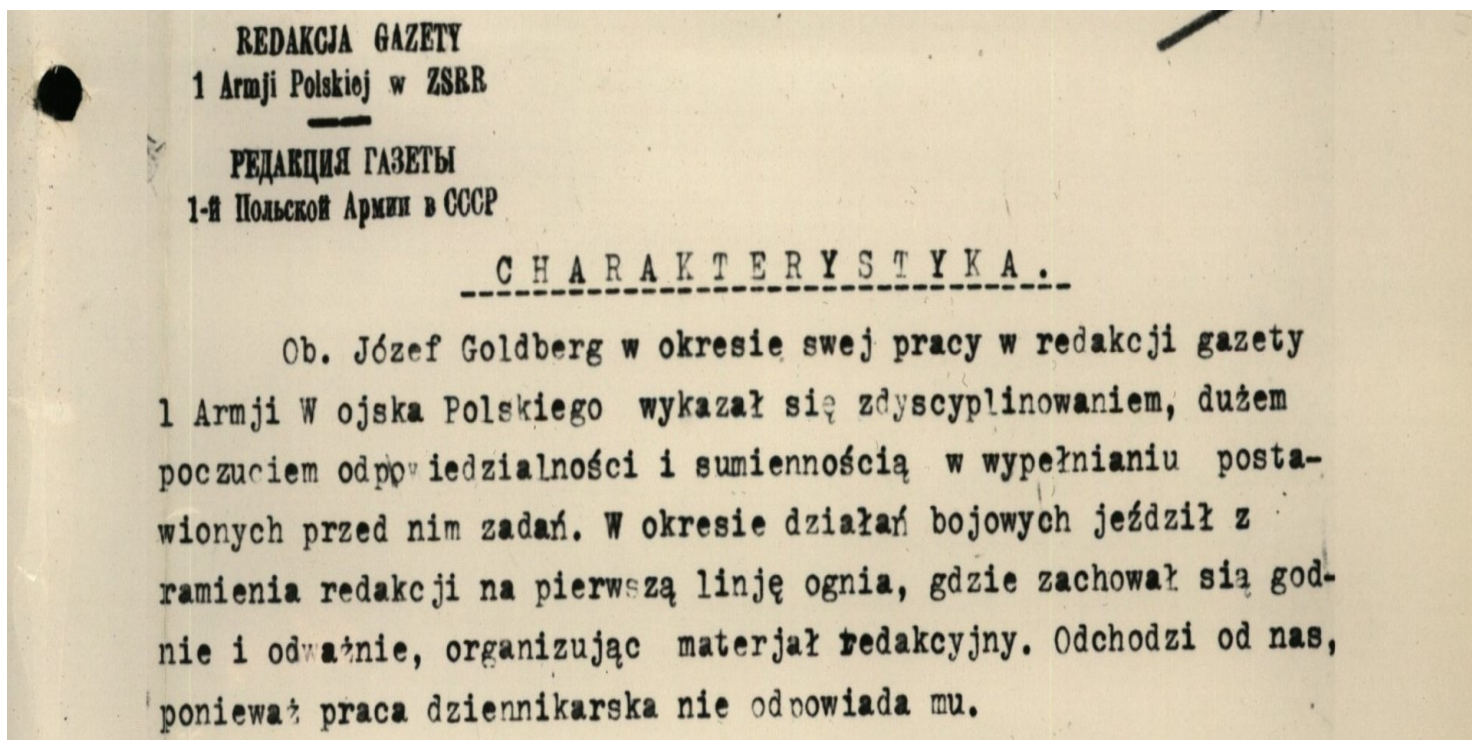 REDAKCJA GAZETY
1 Armji Polskiej w ZSRR
РЕДАКЦИЯ ГАЗЕТЫ
1-й Польской Армии в СССР
CHARAKTERYSTYKA.
Ob. Józef Goldberg w okresie swej pracy w redakcji gazety
1 Armji W ojska Polskiego wykazał się zdyscyplinowaniem, dużem
poczuciem odpowiedzialności i sumiennością w wypełnianiu posta-
wionych przed nim zadań. W okresie działań bojowych jeździł z
ramienia redakcji na pierwszą linję ognia, gdzie zachował sią god-
nie i odważnie, organizując materjał redakcyjny. Odchodzi od nas,
ponieważ praca dziennikarska nie odpowiada mu.